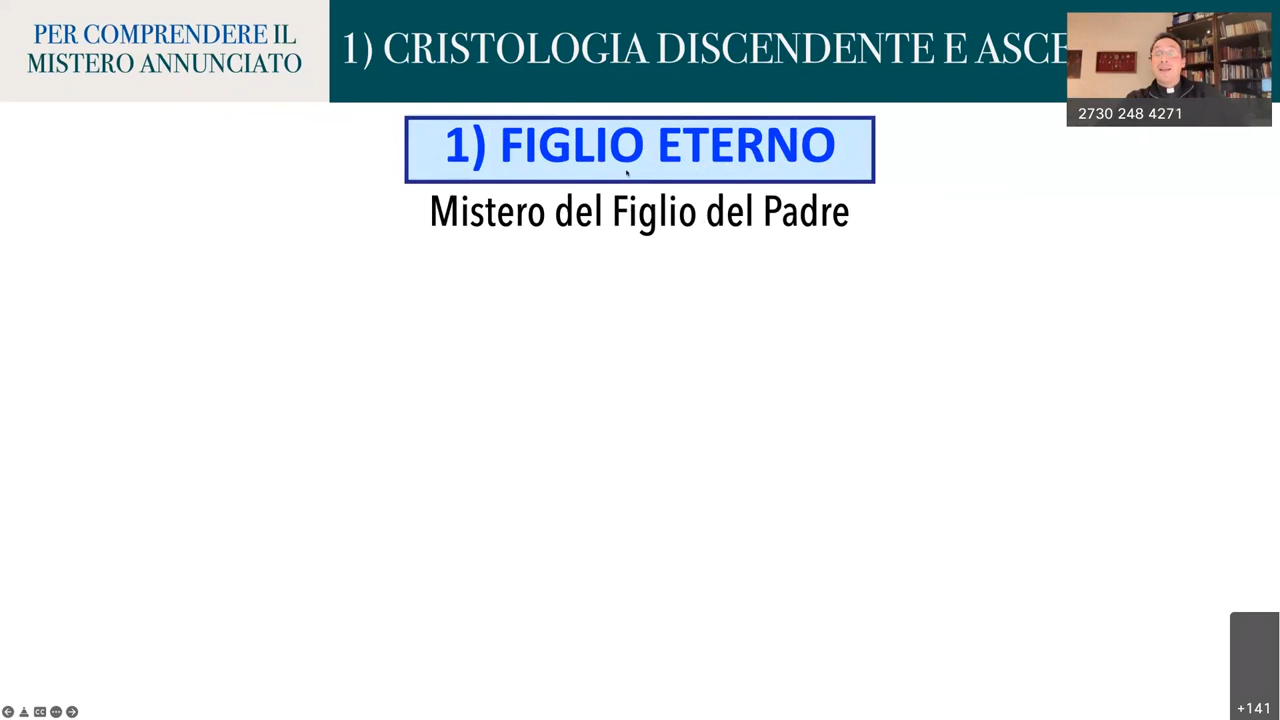 PER COMPRENDERE IL
MISTERO ANNUNCIATO
1) CRISTOLOGIA DISCENDENTE E
2730 248 4271
1) FIGLIO ETERNO
Mistero del Figlio del Padre
+141